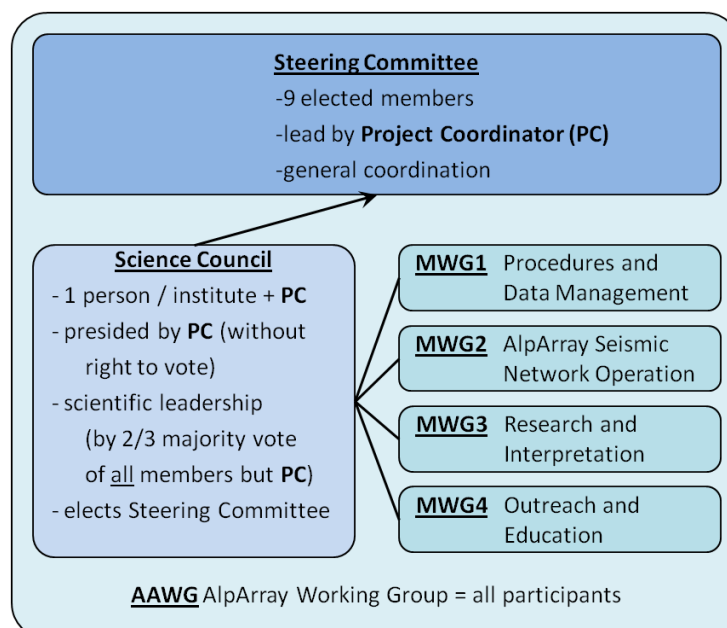 Steering Committee
-9 elected members
-lead by Project Coordinator (PC)
-general coordination
Science Council
- 1 person / institute + PC
- presided by PC (without
right to vote)
- scientific leadership
(by 2/3 majority vote
of all members but PC)
- elects Steering Committee
MWG1 Procedures and
Data Management
MWG2 AlpArray Seismic
Network Operation
MWG3 Research and
Interpretation
MWG4 Outreach and
Education
AAWG AlpArray Working Group = all participants